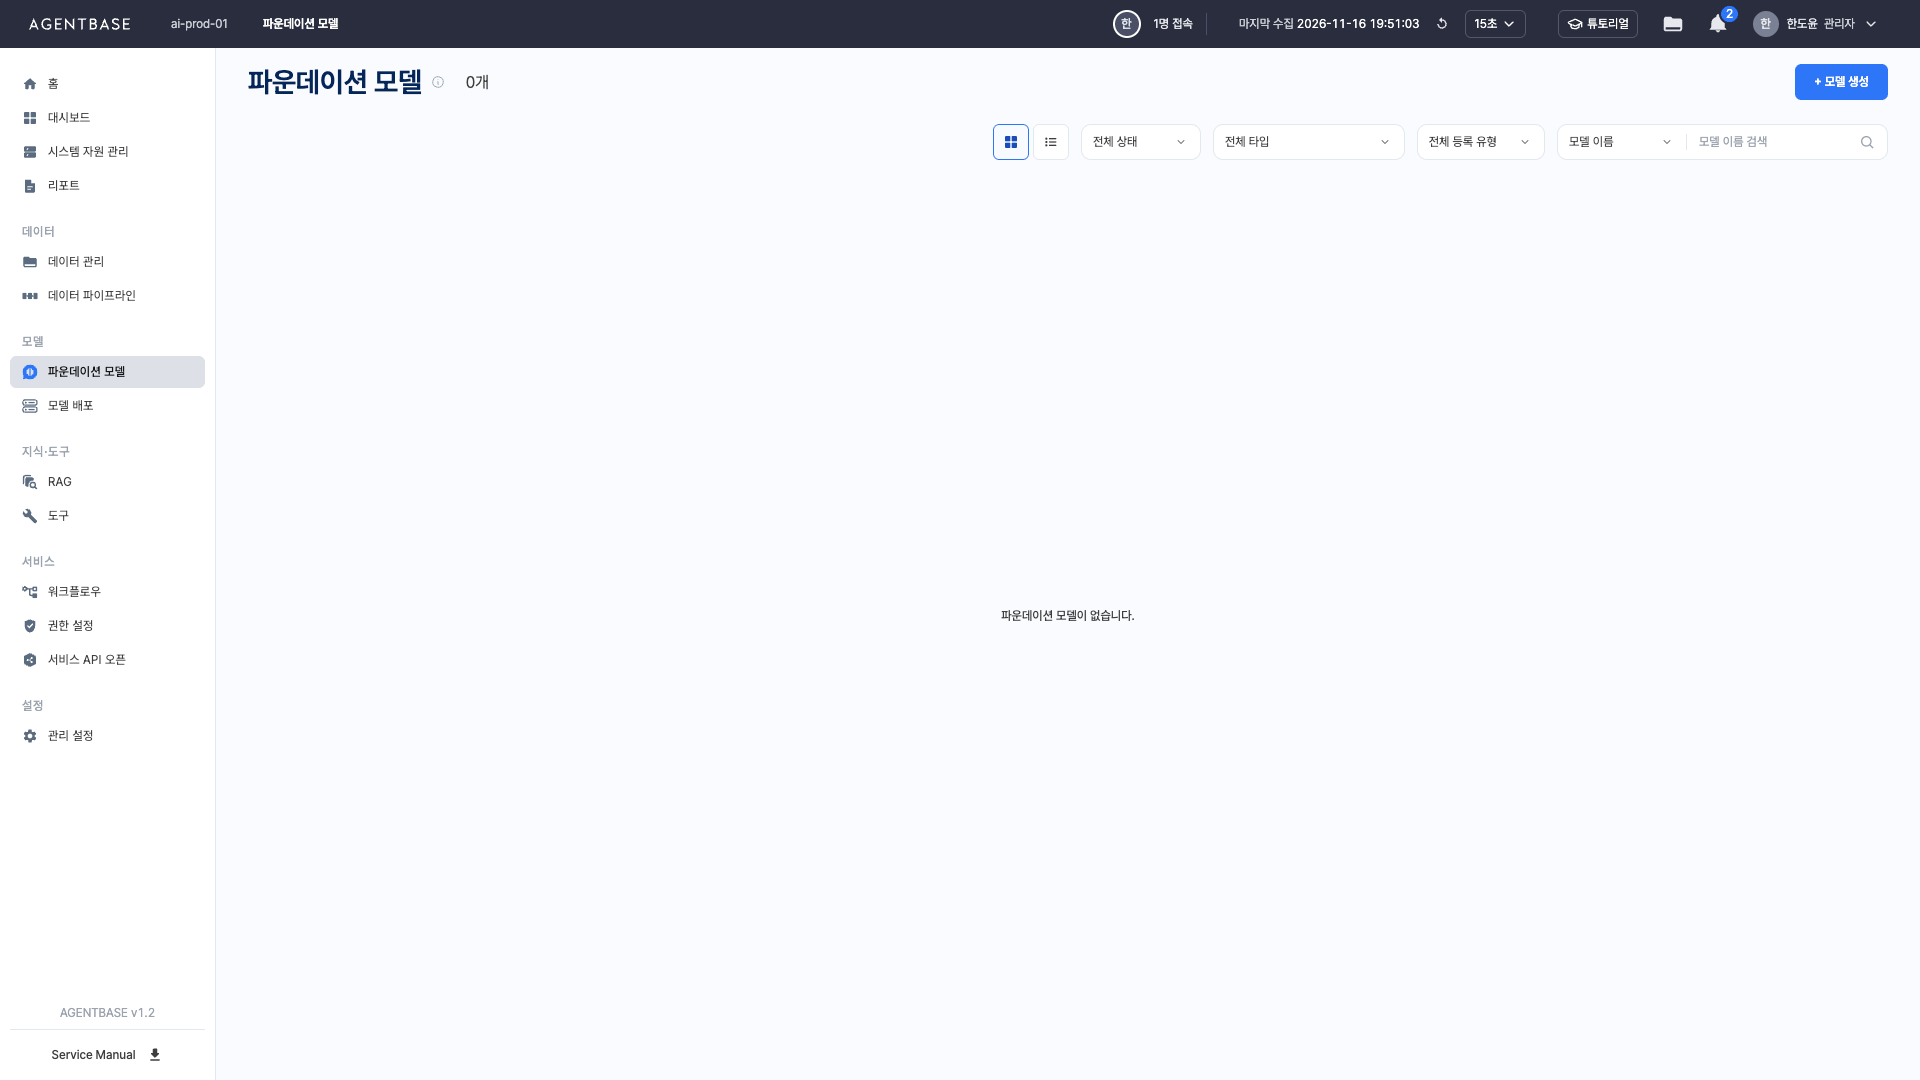 AGENTBASE
ai-prod-01
파운데이션 모델
한
1명 접속
마지막 수집 2026-11-16 19:51:03
15초
튜토리얼
2
한
한도윤 관리자
홈
대시보드
시스템 자원 관리
리포트
데이터
데이터 관리
데이터 파이프라인
모델
파운데이션 모델
모델 배포
지식·도구
RAG
도구
서비스
워크플로우
권한 설정
서비스 API 오픈
설정
관리 설정
AGENTBASE v1.2
Service Manual
파운데이션 모델
0개
+ 모델 생성
전체 상태
전체 타입
전체 등록 유형
모델 이름
모델 이름 검색
파운데이션 모델이 없습니다.